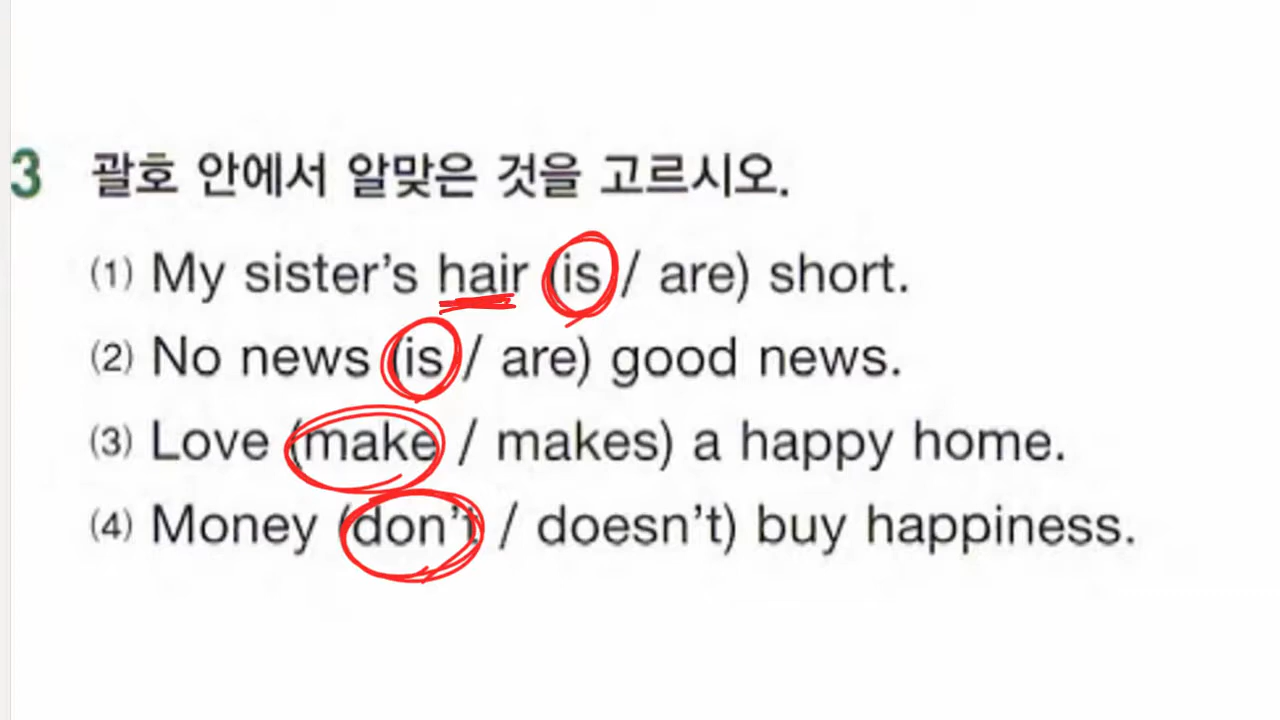 3 괄호 안에서 알맞은 것을 고르시오.
(1) My sister's hair (is / are) short.
(2) No news (is / are) good news.
(3) Love (make / makes) a happy home.
(4) Money (don't / doesn't) buy happiness.